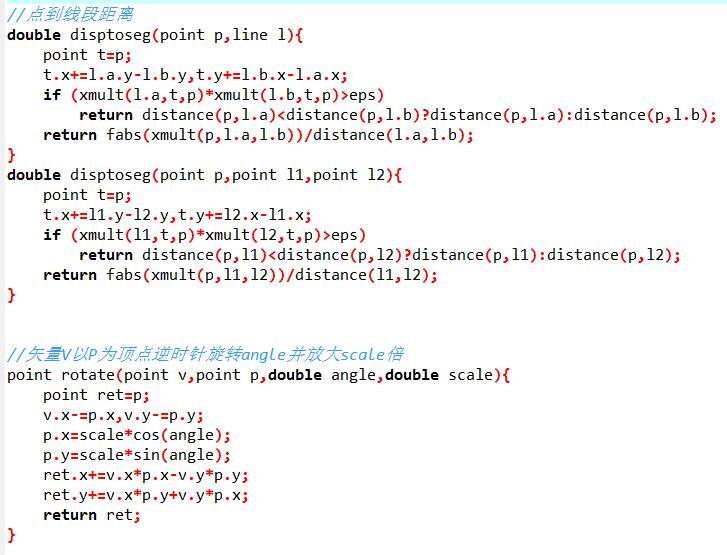 //点到线段距离
double disptoseg(point p,line l){
    point t=p;
    t.x+=l.a.y-l.b.y,t.y+=l.b.x-l.a.x;
    if (xmult(l.a,t,p)*xmult(l.b,t,p)>eps)
        return distance(p,l.a)<distance(p,l.b)?distance(p,l.a):distance(p,l.b);
    return fabs(xmult(p,l.a,l.b))/distance(l.a,l.b);
}
double disptoseg(point p,point l1,point l2){
    point t=p;
    t.x+=l1.y-l2.y,t.y+=l2.x-l1.x;
    if (xmult(l1,t,p)*xmult(l2,t,p)>eps)
        return distance(p,l1)<distance(p,l2)?distance(p,l1):distance(p,l2);
    return fabs(xmult(p,l1,l2))/distance(l1,l2);
}
//矢量V以P为顶点逆时针旋转angle并放大scale倍
point rotate(point v,point p,double angle,double scale){
    point ret=p;
    v.x-=p.x,v.y-=p.y;
    p.x=scale*cos(angle);
    p.y=scale*sin(angle);
    ret.x+=v.x*p.x-v.y*p.y;
    ret.y+=v.x*p.y+v.y*p.x;
    return ret;
}